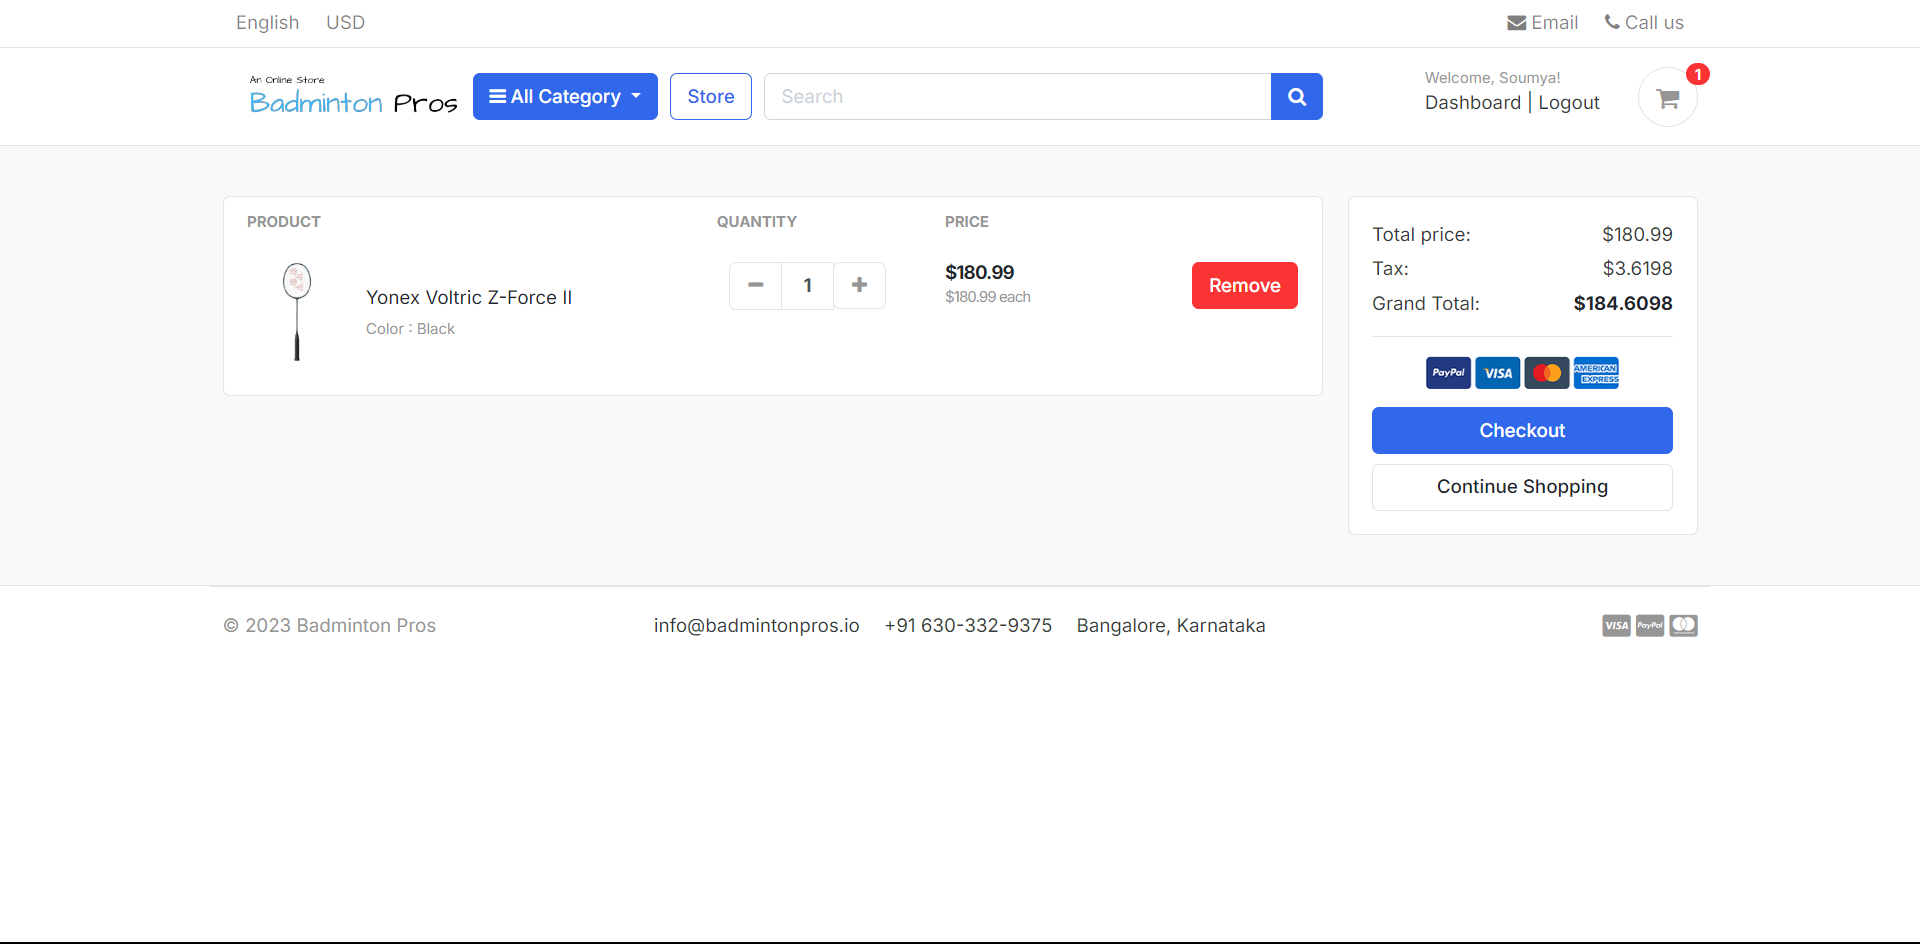 English USD Email Call us
An Online Store
Badminton Pros
All Category Store Search
Welcome, Soumya!
Dashboard | Logout
1
PRODUCT QUANTITY PRICE
Yonex Voltric Z-Force II
Color : Black
1
$180.99
$180.99 each
Remove
Total price: $180.99
Tax: $3.6198
Grand Total: $184.6098
PayPal VISA AMERICAN EXPRESS
Checkout
Continue Shopping
© 2023 Badminton Pros info@badmintonpros.io +91 630-332-9375 Bangalore, Karnataka VISA PayPal